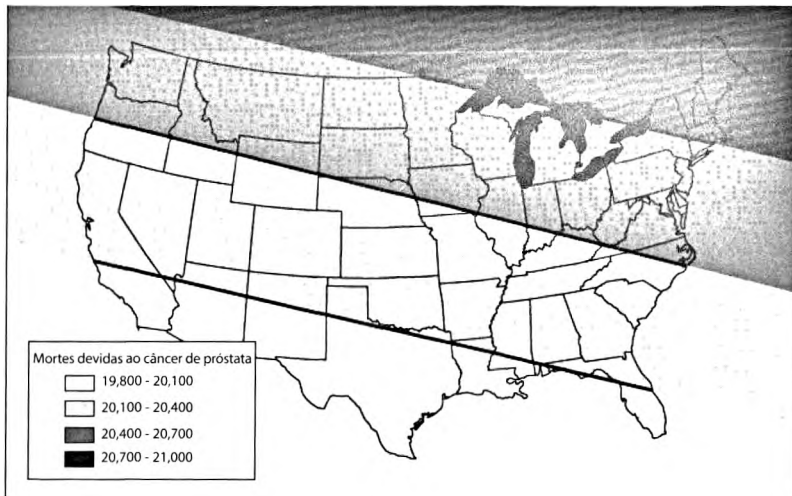 Mortes devidas ao câncer de próstata
19,800 - 20,100
20,100 - 20,400
20,400 - 20,700
20,700 - 21,000